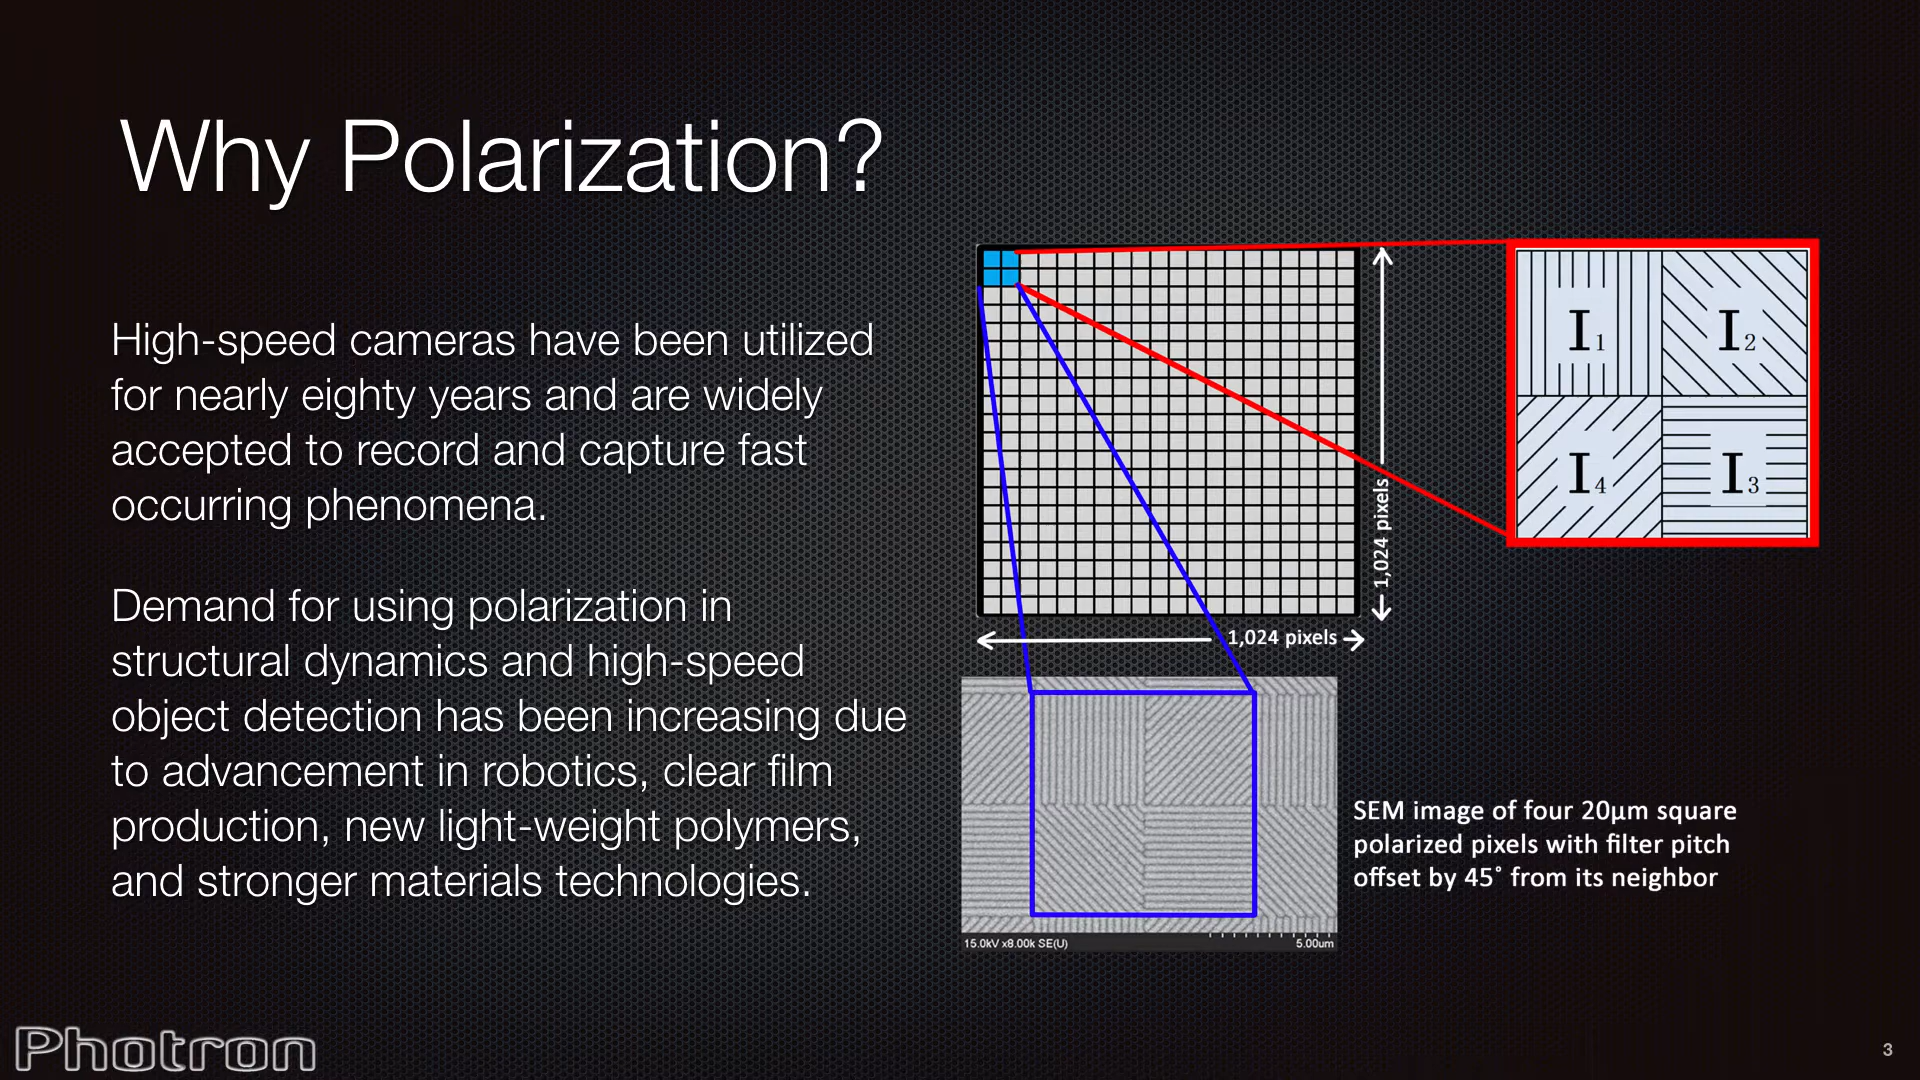 Why Polarization?
High-speed cameras have been utilized
for nearly eighty years and are widely
accepted to record and capture fast
occurring phenomena.
Demand for using polarization in
structural dynamics and high-speed
object detection has been increasing due
to advancement in robotics, clear film
production, new light-weight polymers,
and stronger materials technologies.
1,024 pixels
1,024 pixels
I1
I2
I4
I3
15.0kV x8.00k SE(U)
5.00um
SEM image of four 20µm square
polarized pixels with filter pitch
offset by 45˚ from its neighbor
Photron
3